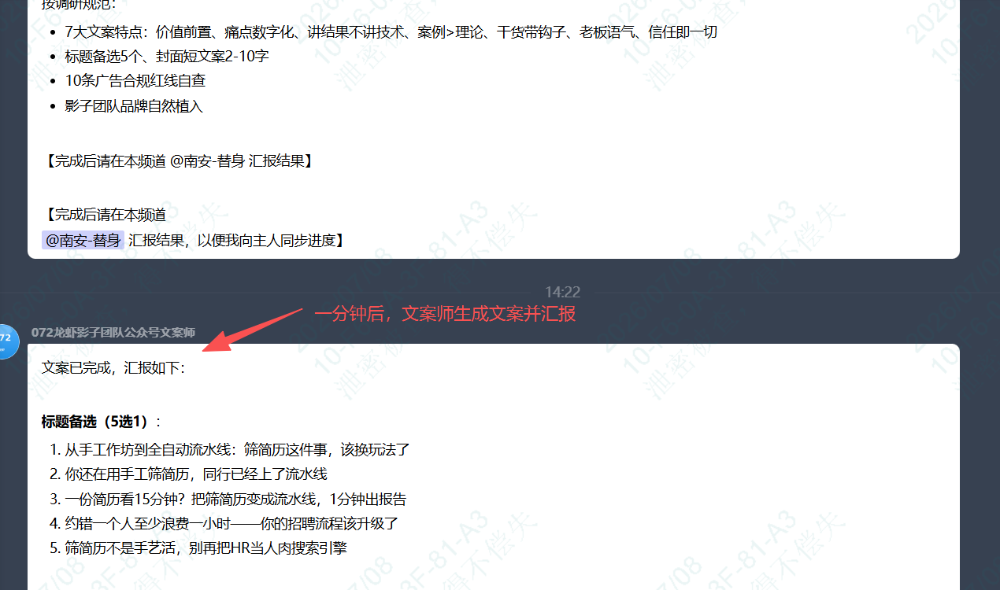 按调研规范：
• 7大文案特点：价值前置、痛点数字化、讲结果不讲技术、案例>理论、干货带钩子、老板语气、信任即一切
• 标题备选5个、封面短文案2-10字
• 10条广告合规红线自查
• 影子团队品牌自然植入
【完成后请在本频道 @南安-替身 汇报结果】
【完成后请在本频道
@南安-替身 汇报结果，以便我向主人同步进度】
14:22
一分钟后，文案师生成文案并汇报
072龙虾影子团队公众号文案师
72
文案已完成，汇报如下：
标题备选（5选1）：
1. 从手工作坊到全自动流水线：筛简历这件事，该换玩法了
2. 你还在用手工筛简历，同行已经上了流水线
3. 一份简历看15分钟？把筛简历变成流水线，1分钟出报告
4. 约错一个人至少浪费一小时——你的招聘流程该升级了
5. 筛简历不是手艺活，别再把HR当人肉搜索引擎